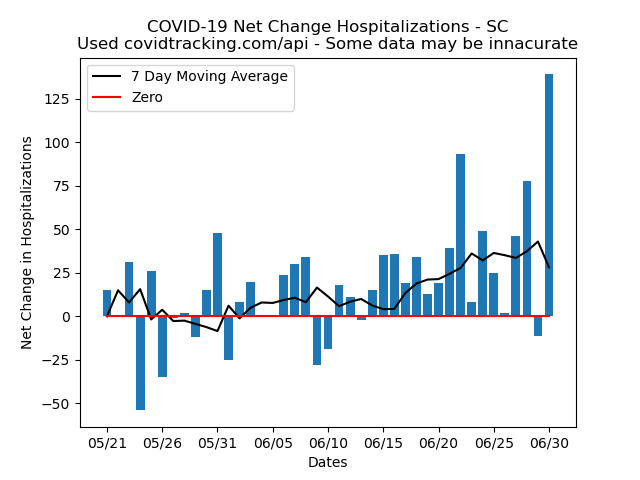 COVID-19 Net Change Hospitalizations - SC
Used covidtracking.com/api - Some data may be innacurate
7 Day Moving Average
Zero
Net Change in Hospitalizations
125
100
75
50
25
0
−25
−50
05/21 05/26 05/31 06/05 06/10 06/15 06/20 06/25 06/30
Dates